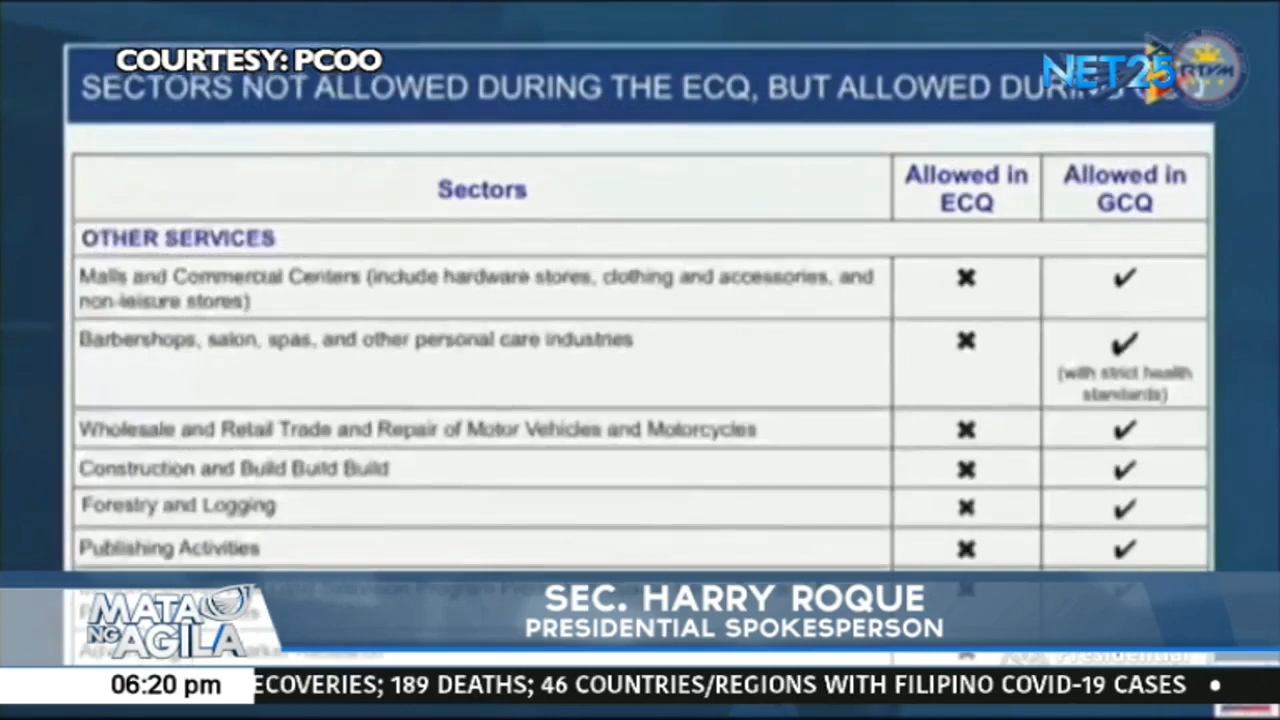 COURTESY: PCOO
NET25
SECTORS NOT ALLOWED DURING THE ECQ, BUT ALLOWED DURING
Sectors
Allowed in
ECQ
Allowed in
GCQ
OTHER SERVICES
Malls and Commercial Centers (include hardware stores, clothing and accessories, and
non-leisure stores)
✖ ✔
Barbershops, salon, spas, and other personal care industries
✖ ✔
(with strict health
standards)
Wholesale and Retail Trade and Repair of Motor Vehicles and Motorcycles
✖ ✔
Construction and Build Build Build
✖ ✔
Forestry and Logging
✖ ✔
Publishing Activities
✖ ✔
MATA
NG AGILA
SEC. HARRY ROQUE
PRESIDENTIAL SPOKESPERSON
Presidential
06:20 pm
ECOVERIES; 189 DEATHS; 46 COUNTRIES/REGIONS WITH FILIPINO COVID-19 CASES •